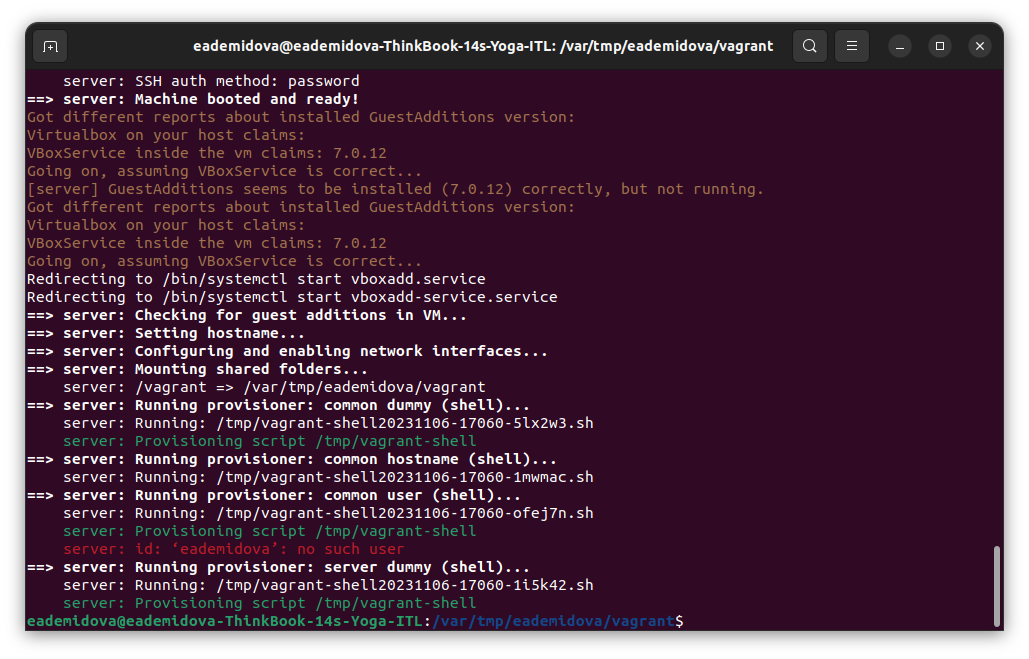 eademidova@eademidova-ThinkBook-14s-Yoga-ITL: /var/tmp/eademidova/vagrant
    server: SSH auth method: password
==> server: Machine booted and ready!
Got different reports about installed GuestAdditions version:
Virtualbox on your host claims:
VBoxService inside the vm claims: 7.0.12
Going on, assuming VBoxService is correct...
[server] GuestAdditions seems to be installed (7.0.12) correctly, but not running.
Got different reports about installed GuestAdditions version:
Virtualbox on your host claims:
VBoxService inside the vm claims: 7.0.12
Going on, assuming VBoxService is correct...
Redirecting to /bin/systemctl start vboxadd.service
Redirecting to /bin/systemctl start vboxadd-service.service
==> server: Checking for guest additions in VM...
==> server: Setting hostname...
==> server: Configuring and enabling network interfaces...
==> server: Mounting shared folders...
    server: /vagrant => /var/tmp/eademidova/vagrant
==> server: Running provisioner: common dummy (shell)...
    server: Running: /tmp/vagrant-shell20231106-17060-5lx2w3.sh
    server: Provisioning script /tmp/vagrant-shell
==> server: Running provisioner: common hostname (shell)...
    server: Running: /tmp/vagrant-shell20231106-17060-1mwmac.sh
==> server: Running provisioner: common user (shell)...
    server: Running: /tmp/vagrant-shell20231106-17060-ofej7n.sh
    server: Provisioning script /tmp/vagrant-shell
    server: id: ‘eademidova’: no such user
==> server: Running provisioner: server dummy (shell)...
    server: Running: /tmp/vagrant-shell20231106-17060-1i5k42.sh
    server: Provisioning script /tmp/vagrant-shell
eademidova@eademidova-ThinkBook-14s-Yoga-ITL:/var/tmp/eademidova/vagrant$